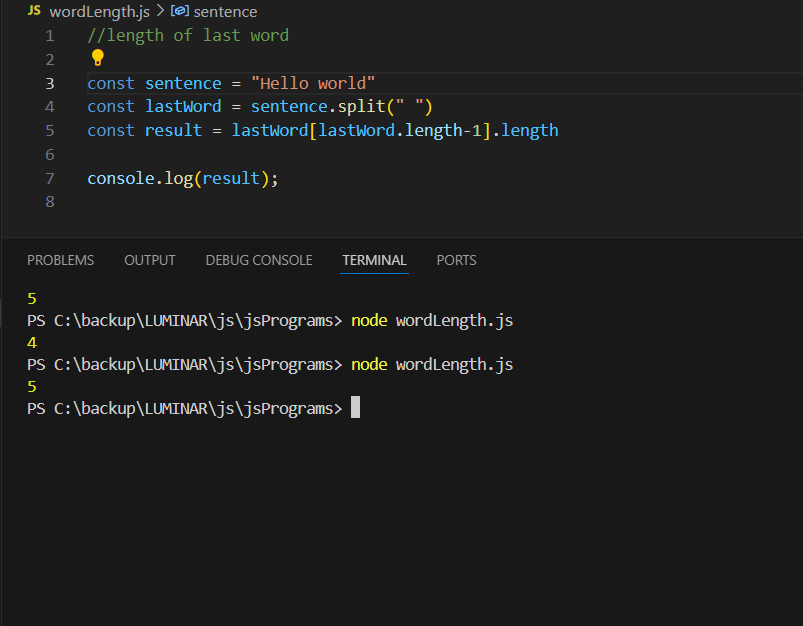 JS wordLength.js > sentence
1 //length of last word
2
3 const sentence = "Hello world"
4 const lastWord = sentence.split(" ")
5 const result = lastWord[lastWord.length-1].length
6
7 console.log(result);
8
PROBLEMS OUTPUT DEBUG CONSOLE TERMINAL PORTS
5
PS C:\backup\LUMINAR\js\jsPrograms> node wordLength.js
4
PS C:\backup\LUMINAR\js\jsPrograms> node wordLength.js
5
PS C:\backup\LUMINAR\js\jsPrograms>